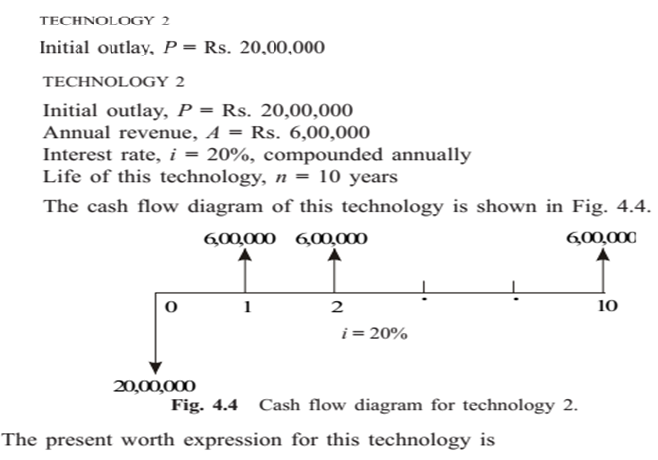 TECHNOLOGY 2
Initial outlay, P = Rs. 20,00,000
TECHNOLOGY 2
Initial outlay, P = Rs. 20,00,000
Annual revenue, A = Rs. 6,00,000
Interest rate, i = 20%, compounded annually
Life of this technology, n = 10 years
The cash flow diagram of this technology is shown in Fig. 4.4.
6,00,000 6,00,000 6,00,000
0 1 2 . . 10
i = 20%
20,00,000
Fig. 4.4 Cash flow diagram for technology 2.
The present worth expression for this technology is